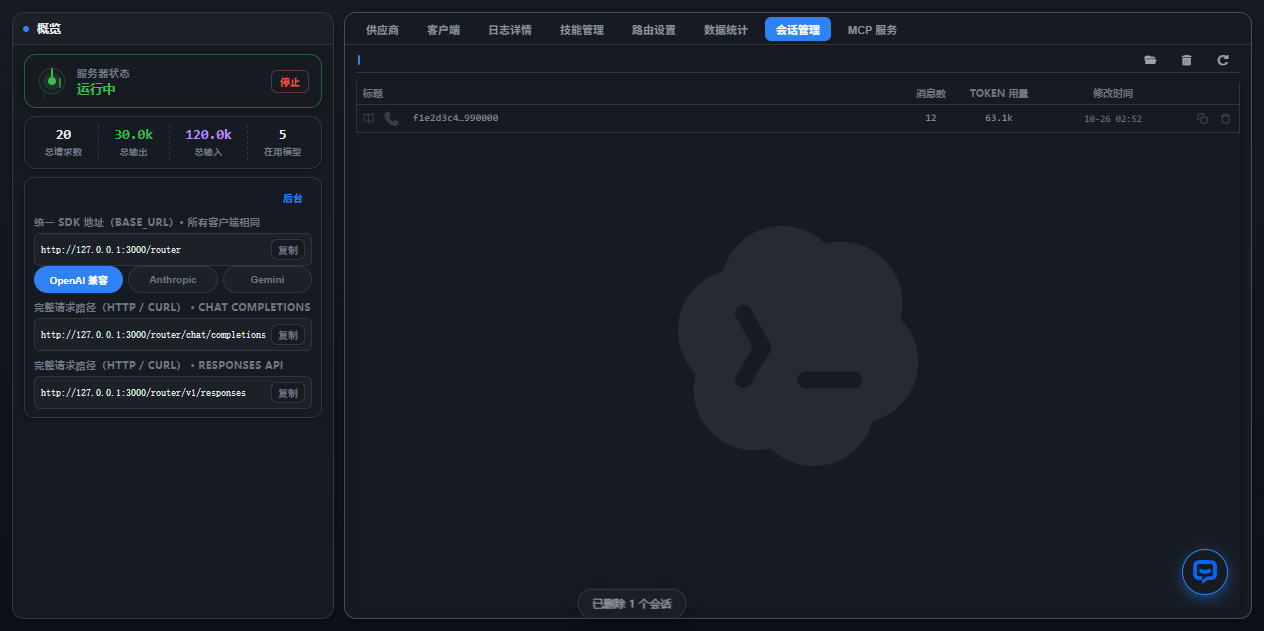 概览
服务器状态
运行中
停止
20
总请求数
30.0k
总输出
120.0k
总输入
5
在用模型
后台
统一 SDK 地址（BASE_URL）• 所有客户端相同
http://127.0.0.1:3000/router
复制
OpenAI 兼容
Anthropic
Gemini
完整请求路径（HTTP / CURL） • CHAT COMPLETIONS
http://127.0.0.1:3000/router/chat/completions
复制
完整请求路径（HTTP / CURL） • RESPONSES API
http://127.0.0.1:3000/router/v1/responses
复制
供应商 客户端 日志详情 技能管理 路由设置 数据统计 会话管理 MCP 服务
标题 消息数 TOKEN 用量 修改时间
f1e2d3c4…990000 12 63.1k 10-26 02:52
已删除 1 个会话